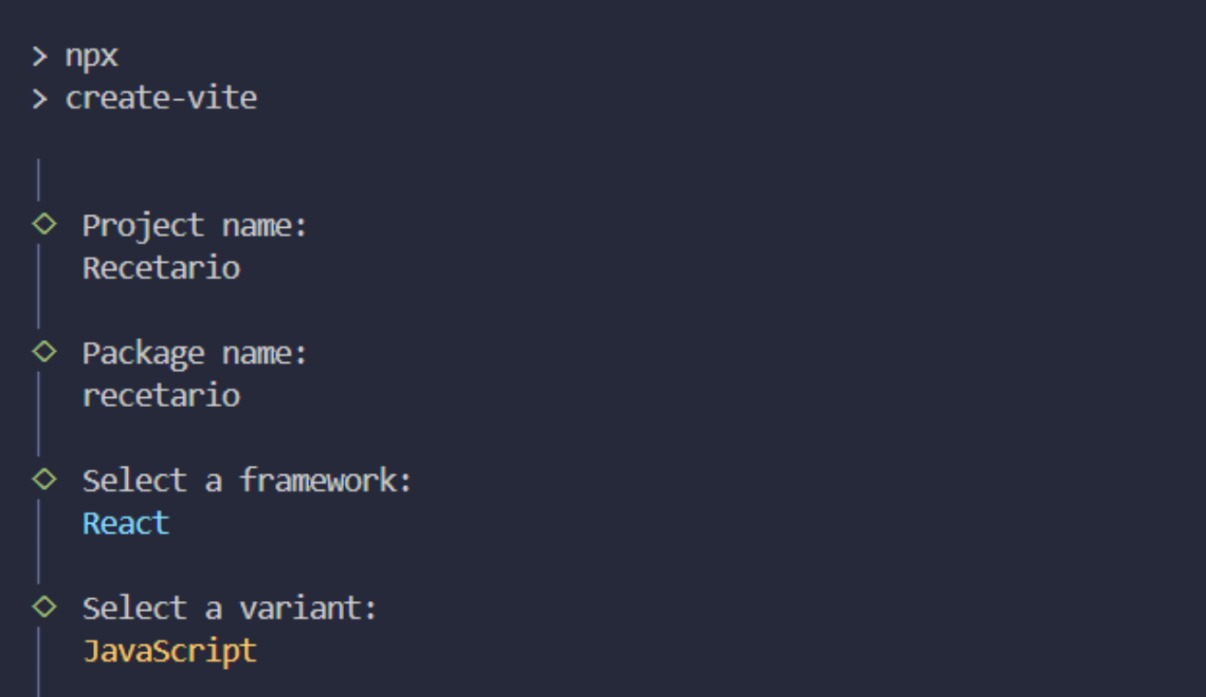 > npx
> create-vite
◇ Project name:
Recetario
◇ Package name:
recetario
◇ Select a framework:
React
◇ Select a variant:
JavaScript